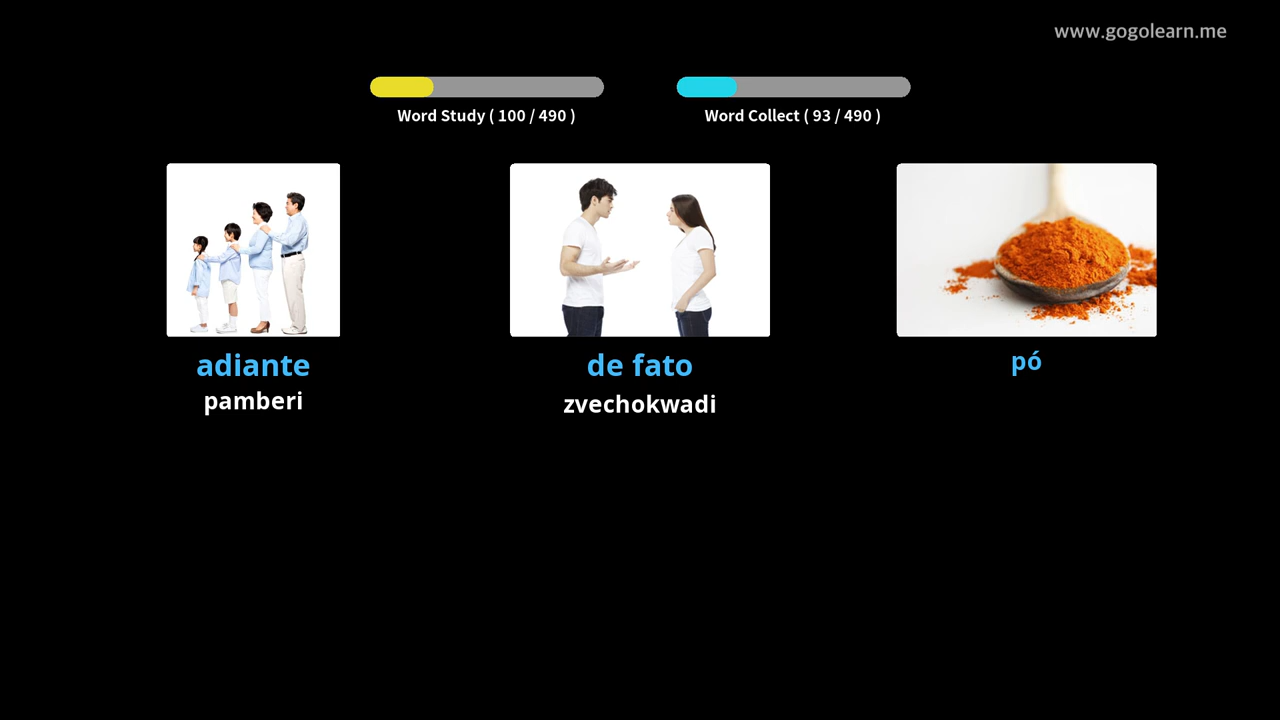 www.gogolearn.me
Word Study ( 100 / 490 )
Word Collect ( 93 / 490 )
adiante
pamberi
de fato
zvechokwadi
pó